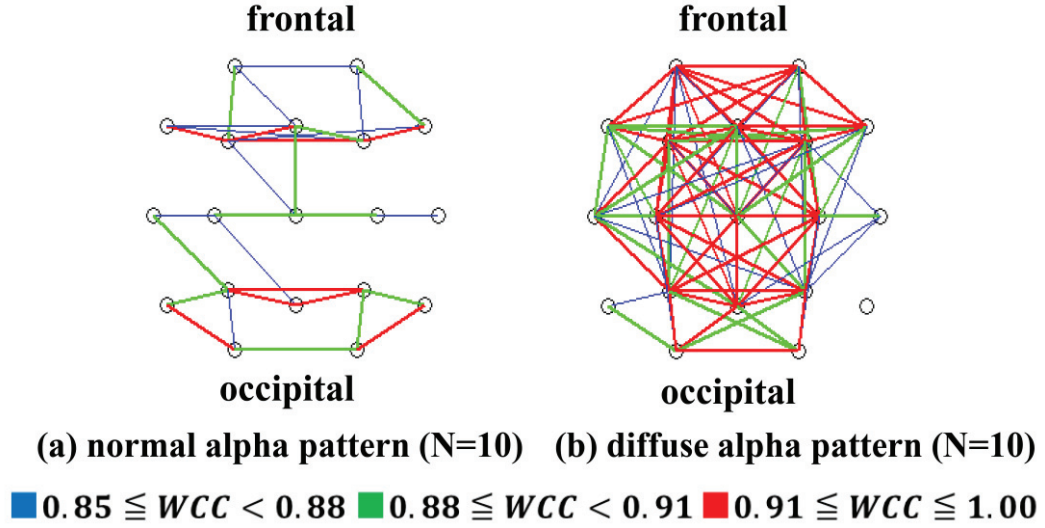 frontal frontal
occipital occipital
(a) normal alpha pattern (N=10) (b) diffuse alpha pattern (N=10)
0.85 ≦ WCC < 0.88 0.88 ≦ WCC < 0.91 0.91 ≦ WCC ≦ 1.00